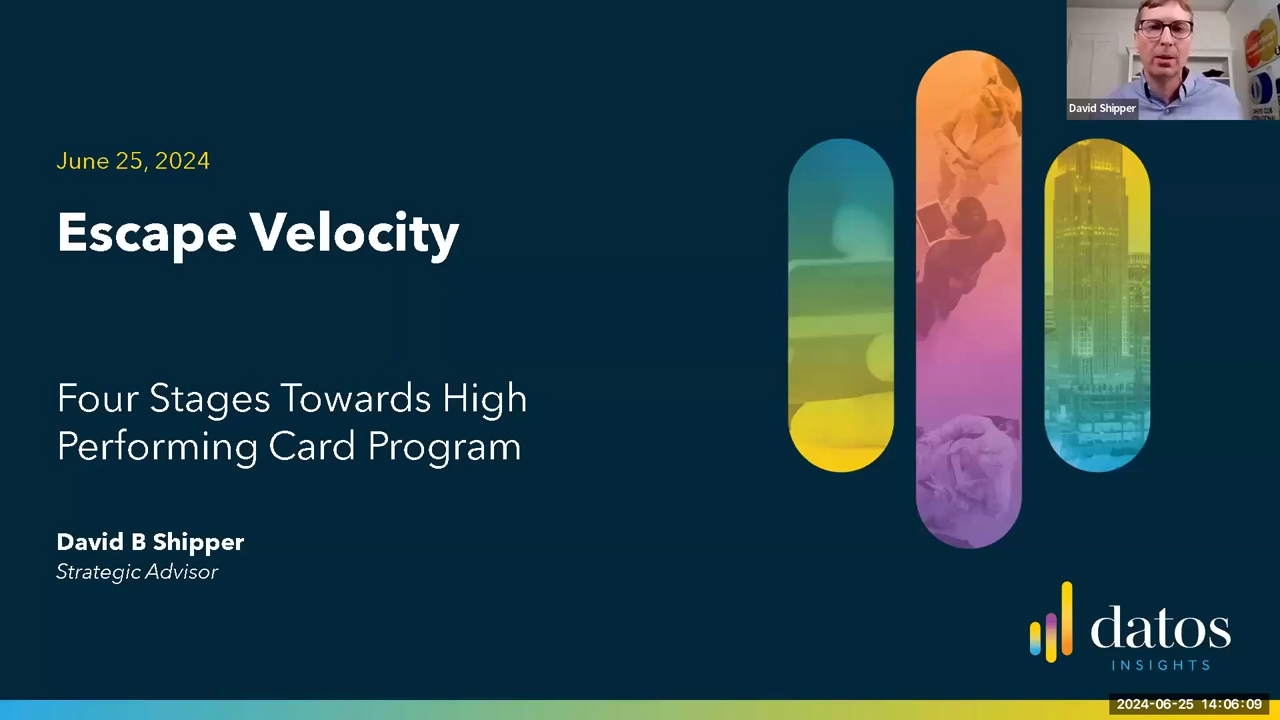 David Shipper
June 25, 2024
Escape Velocity
Four Stages Towards High
Performing Card Program
David B Shipper
Strategic Advisor
datos
INSIGHTS
2024-06-25 14:06:09